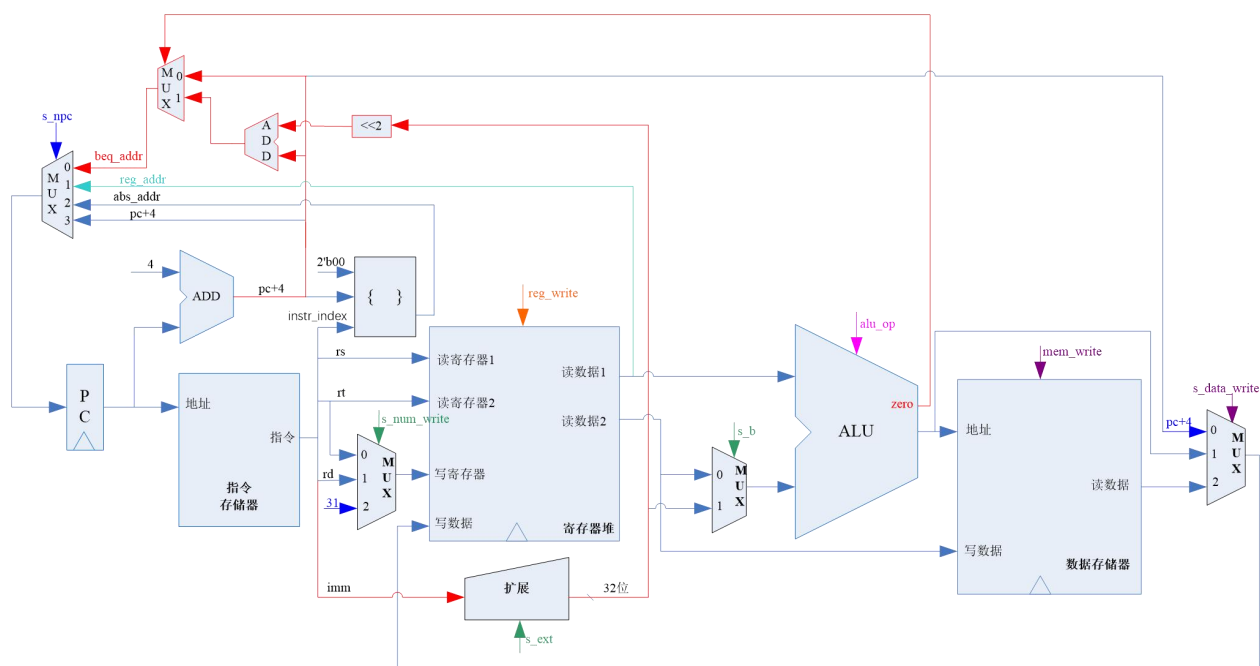 M
U
X
0
1
s_npc
A
D
D
<<2
beq_addr
M
U
X
0
1
2
3
reg_addr
abs_addr
pc+4
4
ADD
pc+4
2'b00
{ }
instr_index
reg_write
rs
读寄存器1
读数据1
alu_op
mem_write
s_data_write
P
C
地址
指令
rt
读寄存器2
读数据2
s_num_write
zero
ALU
地址
pc+4
0
1
2
M
U
X
s_b
0
1
2
M
U
X
rd
31
写寄存器
0
1
M
U
X
读数据
指令
存储器
写数据
寄存器堆
写数据
数据存储器
imm
扩展
32位
s_ext